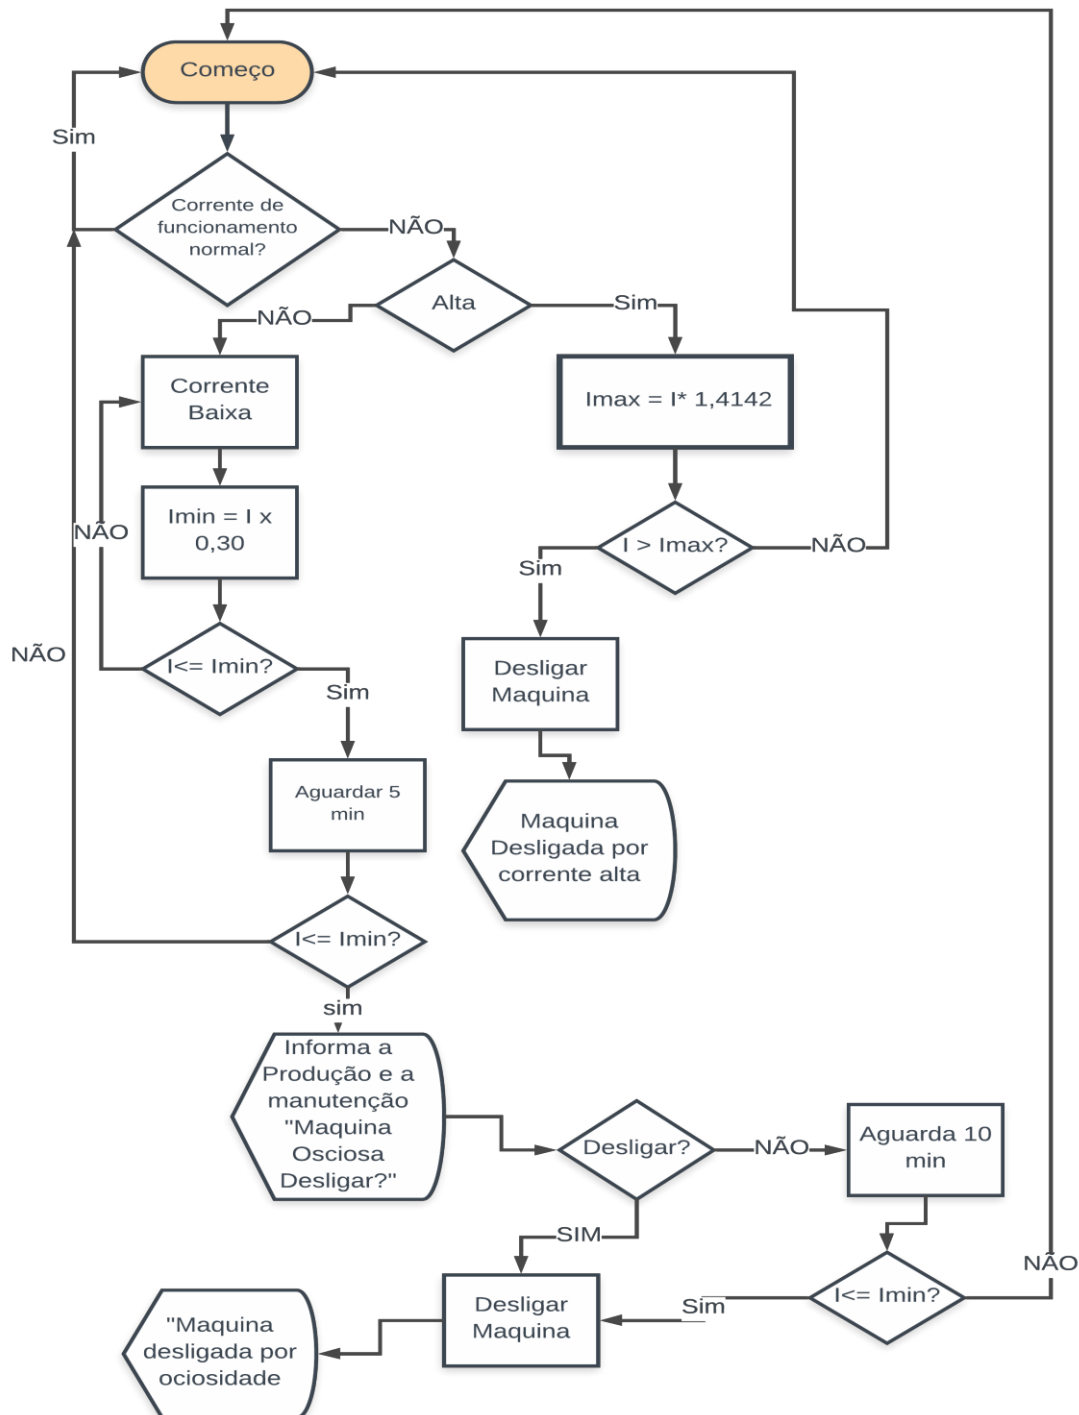 Começo
Sim
Corrente de
funcionamento
normal?
NÃO
Alta
NÃO
Sim
Corrente
Baixa
Imax = I* 1,4142
Imin = I x
0,30
NÃO
I > Imax?
NÃO
Sim
NÃO
I<= Imin?
Sim
Desligar
Maquina
Aguardar 5
min
Maquina
Desligada por
corrente alta
I<= Imin?
sim
Informa a
Produção e a
manutenção
"Maquina
Osciosa
Desligar?"
Desligar?
NÃO
Aguarda 10
min
SIM
NÃO
I<= Imin?
Sim
Desligar
Maquina
"Maquina
desligada por
ociosidade